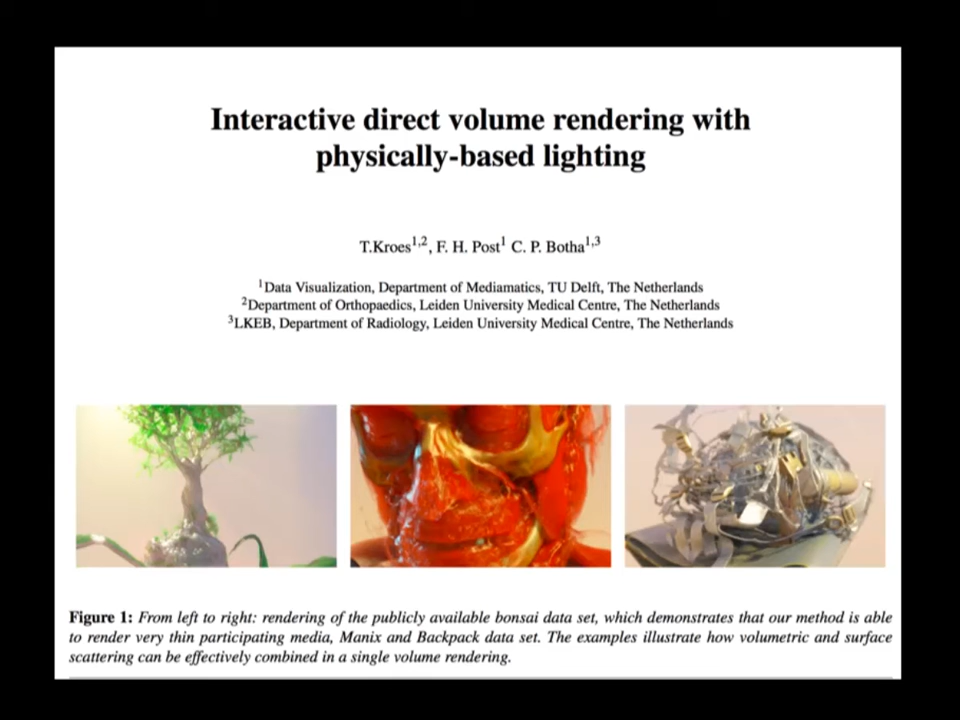 Interactive direct volume rendering with
physically-based lighting
T.Kroes1,2, F. H. Post1 C. P. Botha1,3
1Data Visualization, Department of Mediamatics, TU Delft, The Netherlands
2Department of Orthopaedics, Leiden University Medical Centre, The Netherlands
3LKEB, Department of Radiology, Leiden University Medical Centre, The Netherlands
Figure 1: From left to right: rendering of the publicly available bonsai data set, which demonstrates that our method is able
to render very thin participating media, Manix and Backpack data set. The examples illustrate how volumetric and surface
scattering can be effectively combined in a single volume rendering.